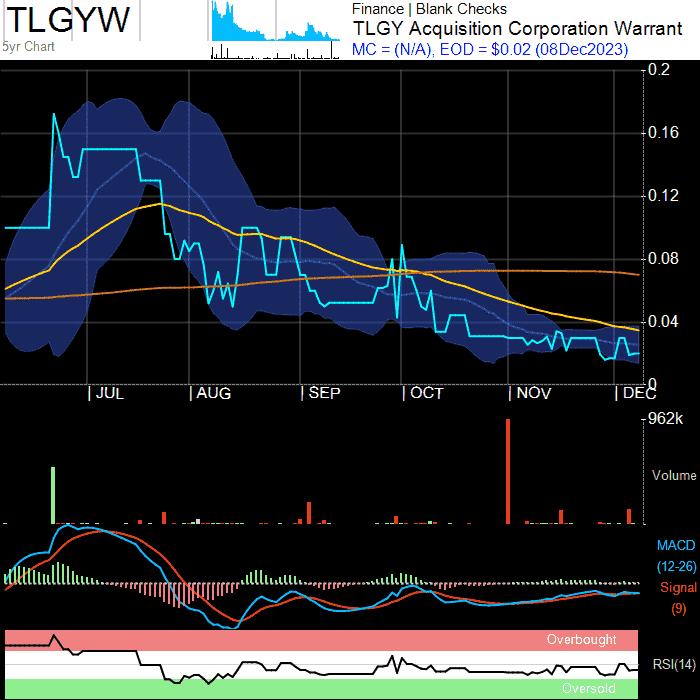 TLGYW
5yr Chart
Finance | Blank Checks
TLGY Acquisition Corporation Warrant
MC = (N/A), EOD = $0.02 (08Dec2023)
0.2
0.16
0.12
0.08
0.04
0
| JUL | AUG | SEP | OCT | NOV | DEC
962k
Volume
MACD
(12-26)
Signal
(9)
Overbought
RSI(14)
Oversold